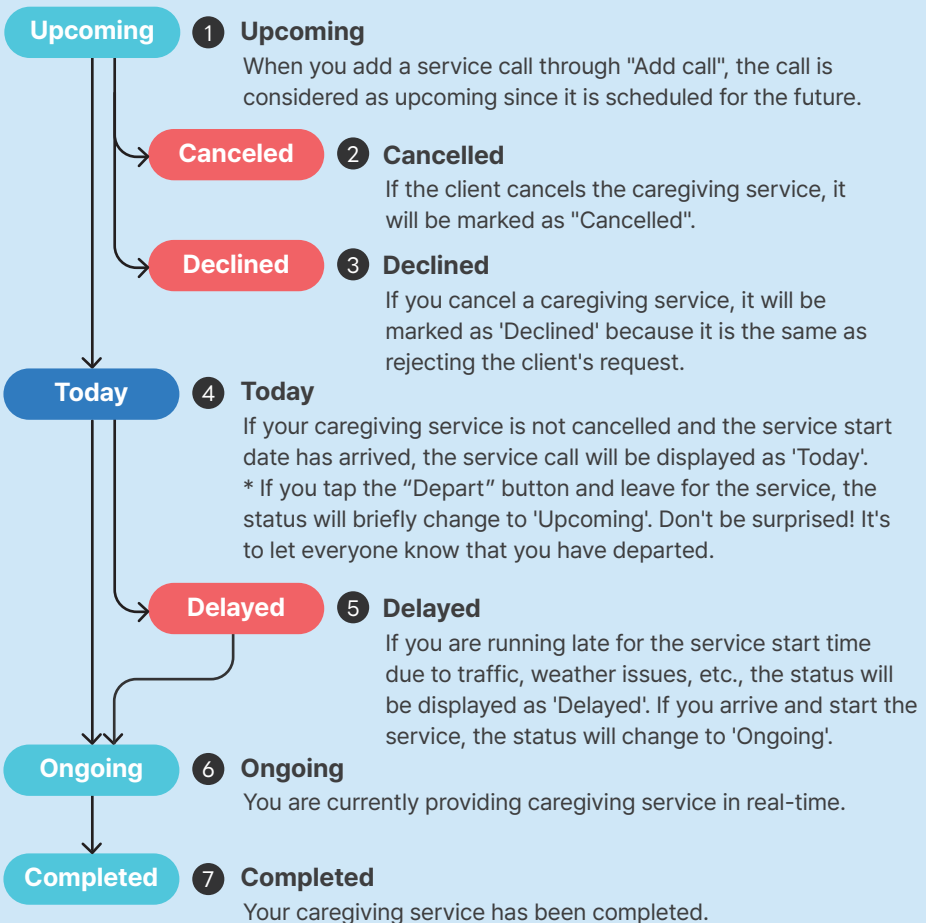 Upcoming
1 Upcoming
When you add a service call through "Add call", the call is
considered as upcoming since it is scheduled for the future.
Canceled
2 Cancelled
If the client cancels the caregiving service, it
will be marked as "Cancelled".
Declined
3 Declined
If you cancel a caregiving service, it will be
marked as 'Declined' because it is the same as
rejecting the client's request.
Today
4 Today
If your caregiving service is not cancelled and the service start
date has arrived, the service call will be displayed as 'Today'.
* If you tap the “Depart” button and leave for the service, the
status will briefly change to 'Upcoming'. Don't be surprised! It's
to let everyone know that you have departed.
Delayed
5 Delayed
If you are running late for the service start time
due to traffic, weather issues, etc., the status will
be displayed as 'Delayed'. If you arrive and start the
service, the status will change to 'Ongoing'.
Ongoing
6 Ongoing
You are currently providing caregiving service in real-time.
Completed
7 Completed
Your caregiving service has been completed.